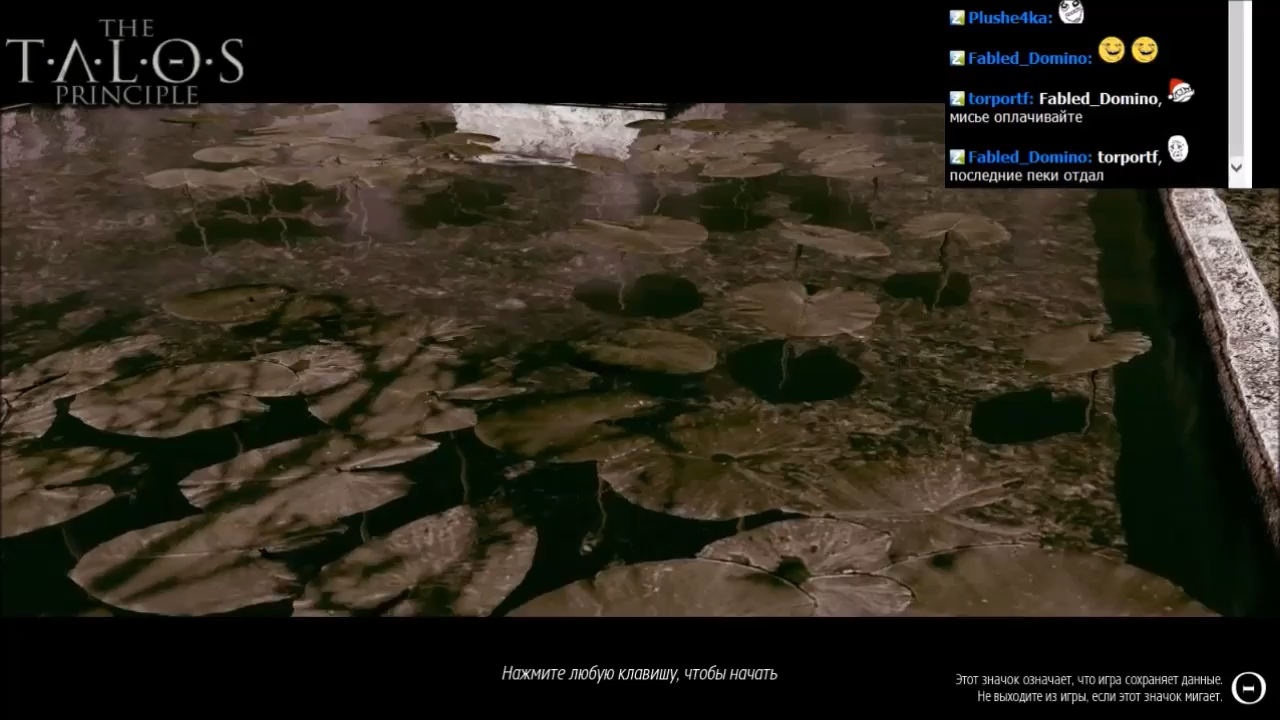 THE
TALOS
PRINCIPLE
Plushe4ka:
Fabled_Domino:
torportf: Fabled_Domino,
мисье оплачивайте
Fabled_Domino: torportf,
последние пеки отдал
Нажмите любую клавишу, чтобы начать
Этот значок означает, что игра сохраняет данные.
Не выходите из игры, если этот значок мигает.